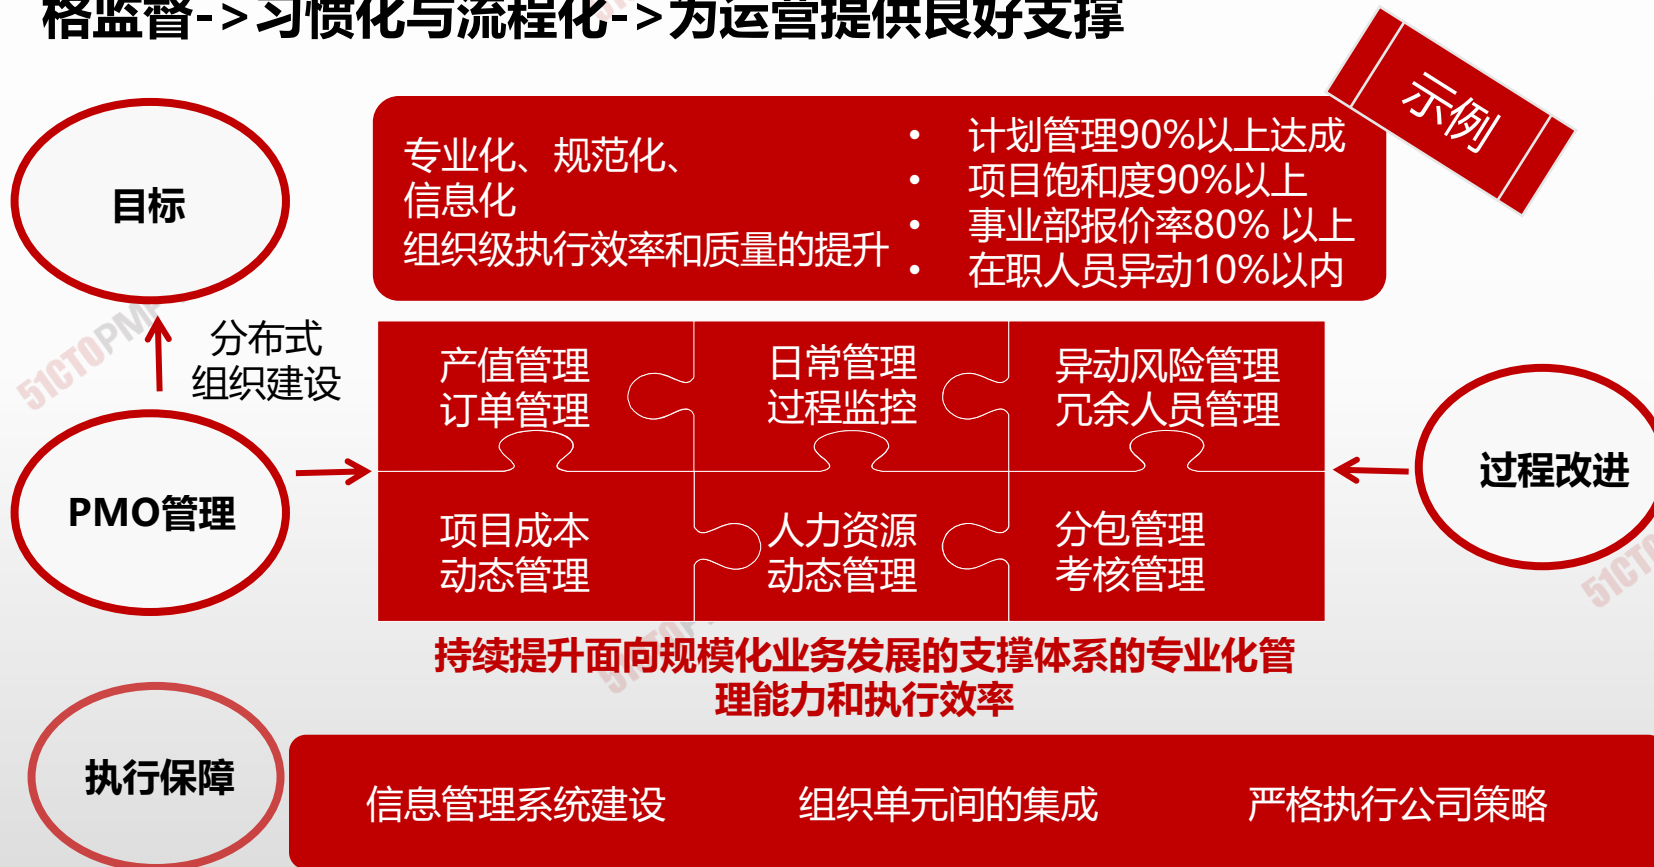 格监督->习惯化与流程化->为运营提供良好支撑
示例
目标
专业化、规范化、
信息化
组织级执行效率和质量的提升
• 计划管理90%以上达成
• 项目饱和度90%以上
• 事业部报价率80% 以上
• 在职人员异动10%以内
分布式
组织建设
PMO管理
产值管理
订单管理
日常管理
过程监控
异动风险管理
冗余人员管理
项目成本
动态管理
人力资源
动态管理
分包管理
考核管理
过程改进
持续提升面向规模化业务发展的支撑体系的专业化管
理能力和执行效率
执行保障
信息管理系统建设
组织单元间的集成
严格执行公司策略
51CTOPM
51CTO